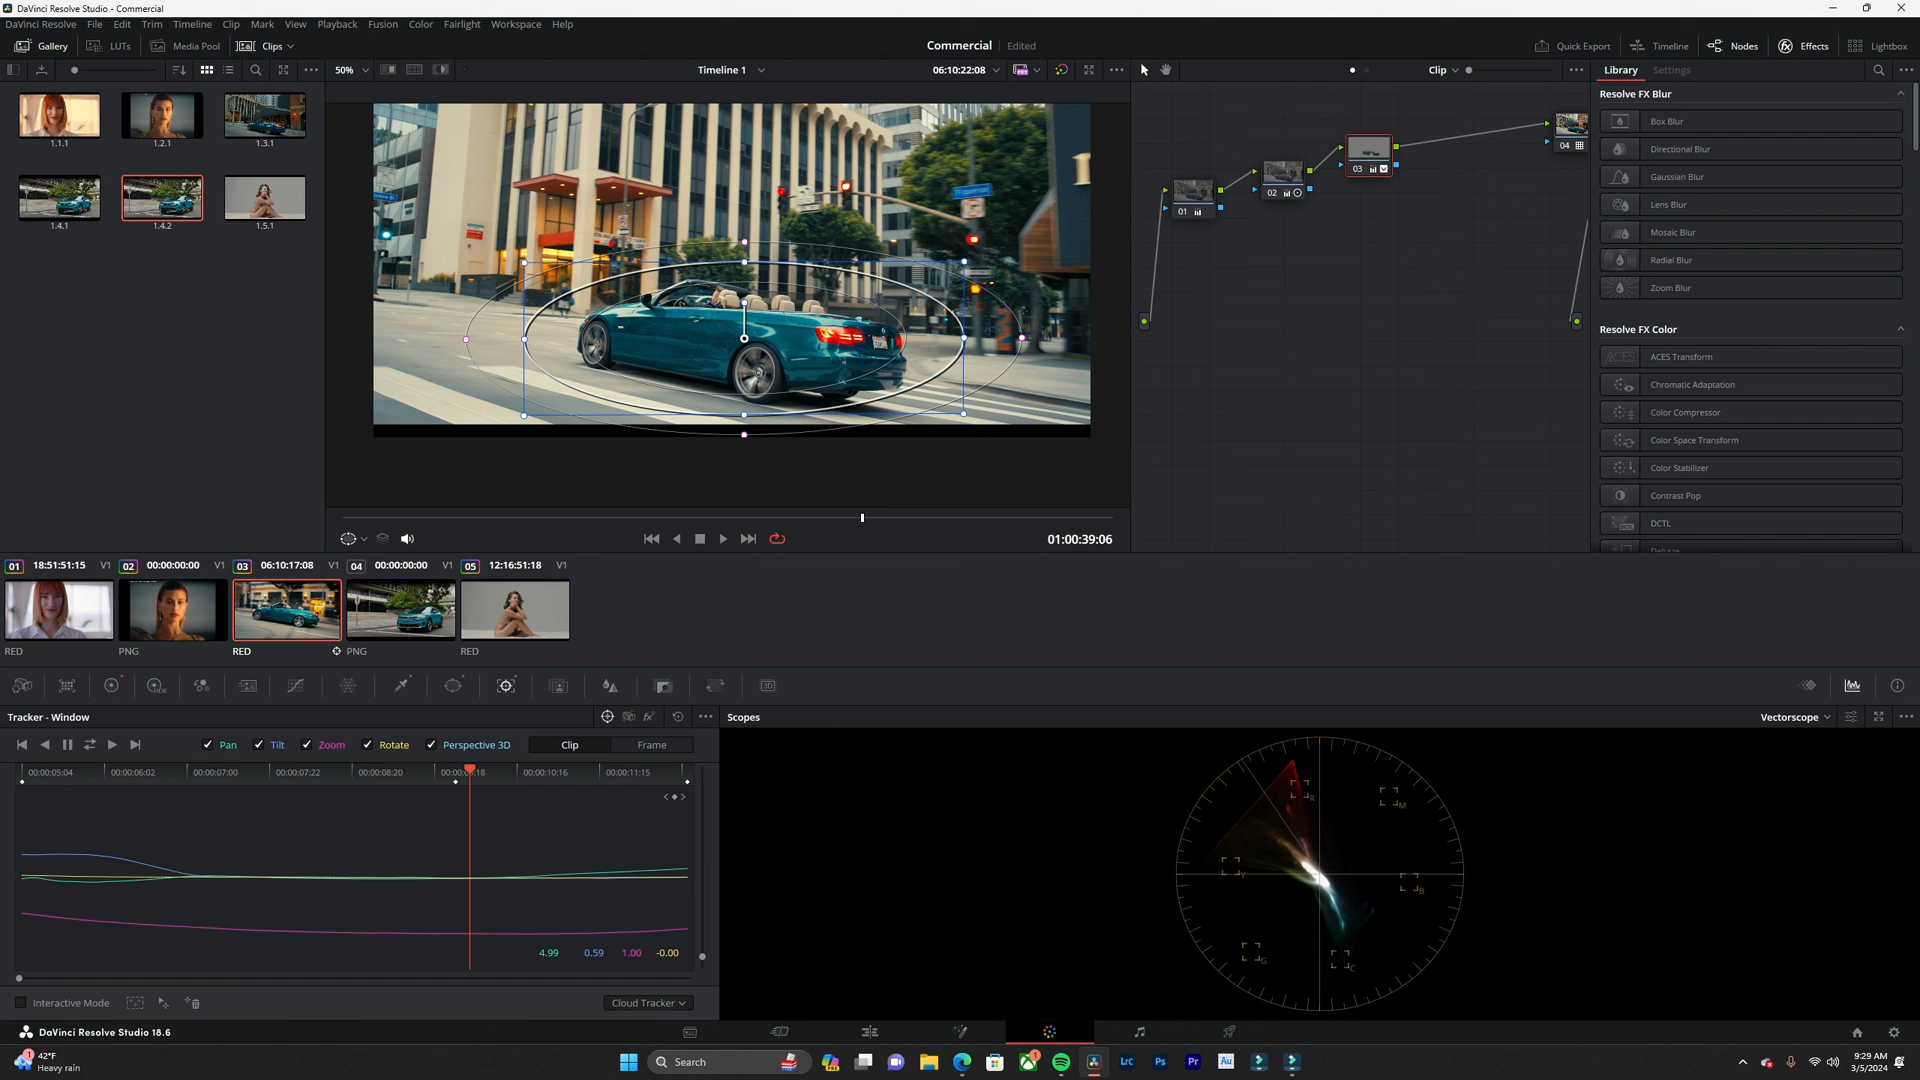 DaVinci Resolve Studio - Commercial
DaVinci Resolve File Edit Trim Timeline Clip Mark View Playback Fusion Color Fairlight Workspace Help
Gallery LUTs Media Pool Clips Commercial Edited Quick Export Timeline Nodes Effects Lightbox
50% Timeline 1 06:10:22:08 Clip Library Settings
1.1.1 1.2.1 1.3.1
1.4.1 1.4.2 1.5.1
01 02 03 04
R M Y B G C
Resolve FX Blur
Box Blur
Directional Blur
Gaussian Blur
Lens Blur
Mosaic Blur
Radial Blur
Zoom Blur
Resolve FX Color
ACES Transform
Chromatic Adaptation
Color Compressor
Color Space Transform
Color Stabilizer
Contrast Pop
DCTL
01:00:39:06
01 18:51:51:15 V1 02 00:00:00:00 V1 03 06:10:17:08 V1 04 00:00:00:00 V1 05 12:16:51:18 V1
RED PNG RED PNG RED
Tracker - Window Scopes Vectorscope
Pan Tilt Zoom Rotate Perspective 3D Clip Frame
00:00:05:04 00:00:06:02 00:00:07:00 00:00:07:22 00:00:08:20 00:00:10:16 00:00:11:15
4.99 0.59 1.00 -0.00
Interactive Mode Cloud Tracker
DaVinci Resolve Studio 18.6
42°F
Heavy rain
Search
Lrc Ps Pr Au
9:29 AM
3/5/2024